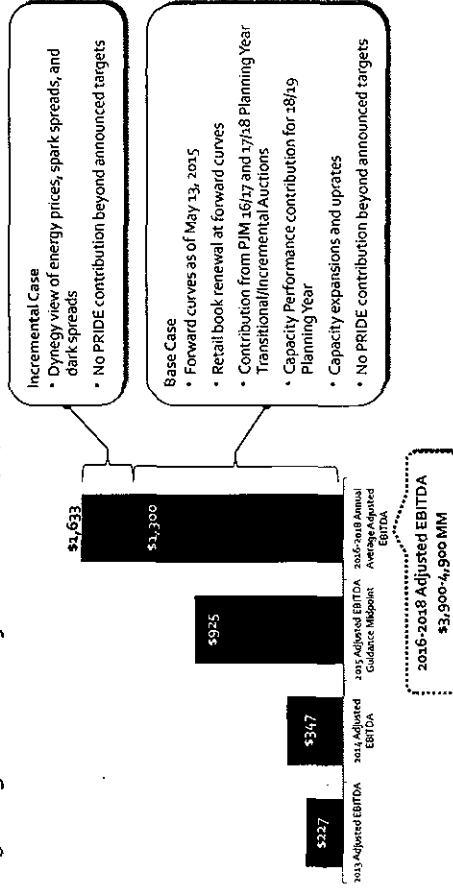 Incremental Case
• Dynegy view of energy prices, spark spreads, and
dark spreads
• No PRIDE contribution beyond announced targets
Base Case
• Forward curves as of May 13, 2015
• Retail book renewal at forward curves
• Contribution from PJM 16/17 and 17/18 Planning Year
Transitional/Incremental Auctions
• Capacity Performance contribution for 18/19
Planning Year
• Capacity expansions and uprates
• No PRIDE contribution beyond announced targets
$1,633
$1,300
$925
$347
$227
2013 Adjusted EBITDA
2014 Adjusted
EBITDA
2015 Adjusted EBITDA
Guidance Midpoint
2016-2018 Annual
Average Adjusted
EBITDA
2016-2018 Adjusted EBITDA
$3,900-4,900 MM